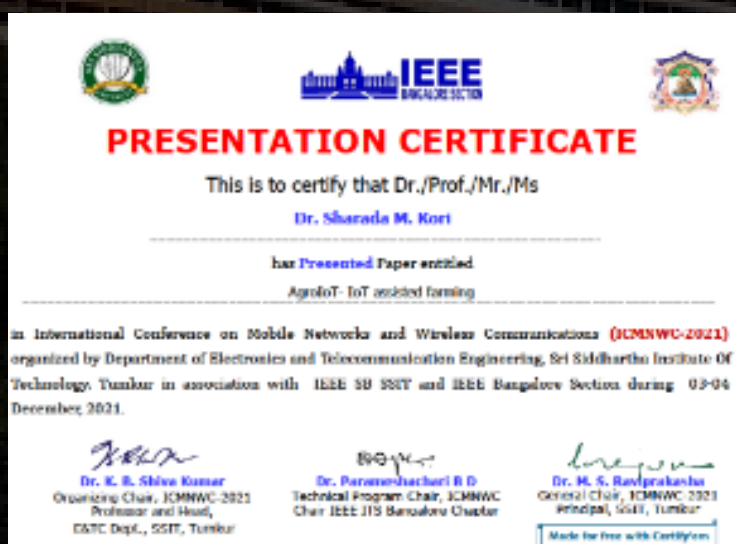 IEEE
BANGALORE SECTION
PRESENTATION CERTIFICATE
This is to certify that Dr./Prof./Mr./Ms
Dr. Sharada M. Kori
has Presented Paper entitled
AgroIoT- IoT assisted farming
in International Conference on Mobile Networks and Wireless Communications (ICMNWC-2021)
organized by Department of Electronics and Telecommunication Engineering, Sri Siddhartha Institute Of
Technology, Tumkur in association with IEEE SB SSIT and IEEE Bangalore Section during 03-04
December, 2021.
Dr. K. B. Shiva Kumar Dr. Parameshachari B D Dr. M. S. Raviprakasha
Organizing Chair, ICMNWC-2021 Technical Program Chair, ICMNWC General Chair, ICMNWC 2021
Professor and Head, Chair IEEE ITS Bangalore Chapter Principal, SSIT, Tumkur
E&TC Dept., SSIT, Tumkur
Made for free with Certify'em